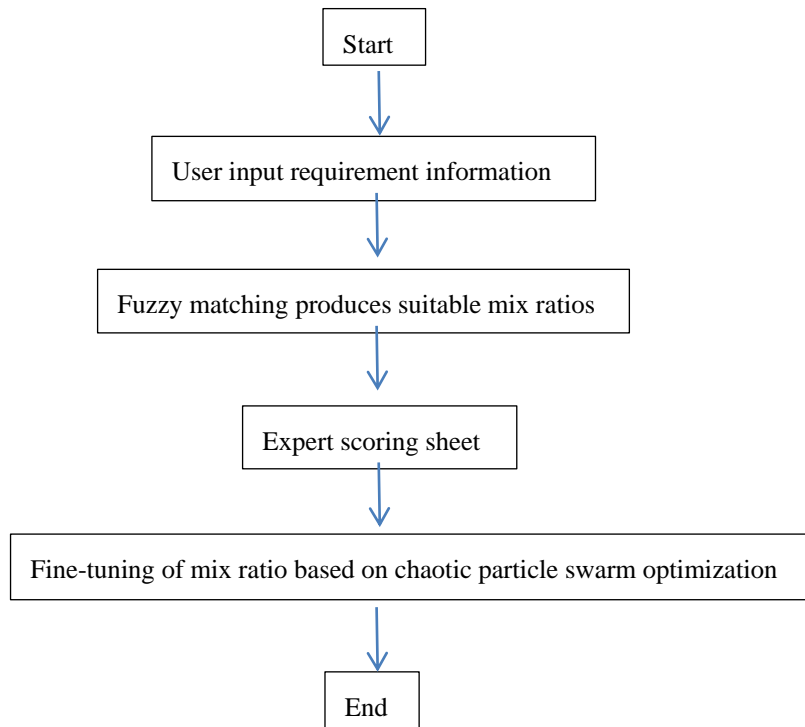 Start
User input requirement information
Fuzzy matching produces suitable mix ratios
Expert scoring sheet
Fine-tuning of mix ratio based on chaotic particle swarm optimization
End